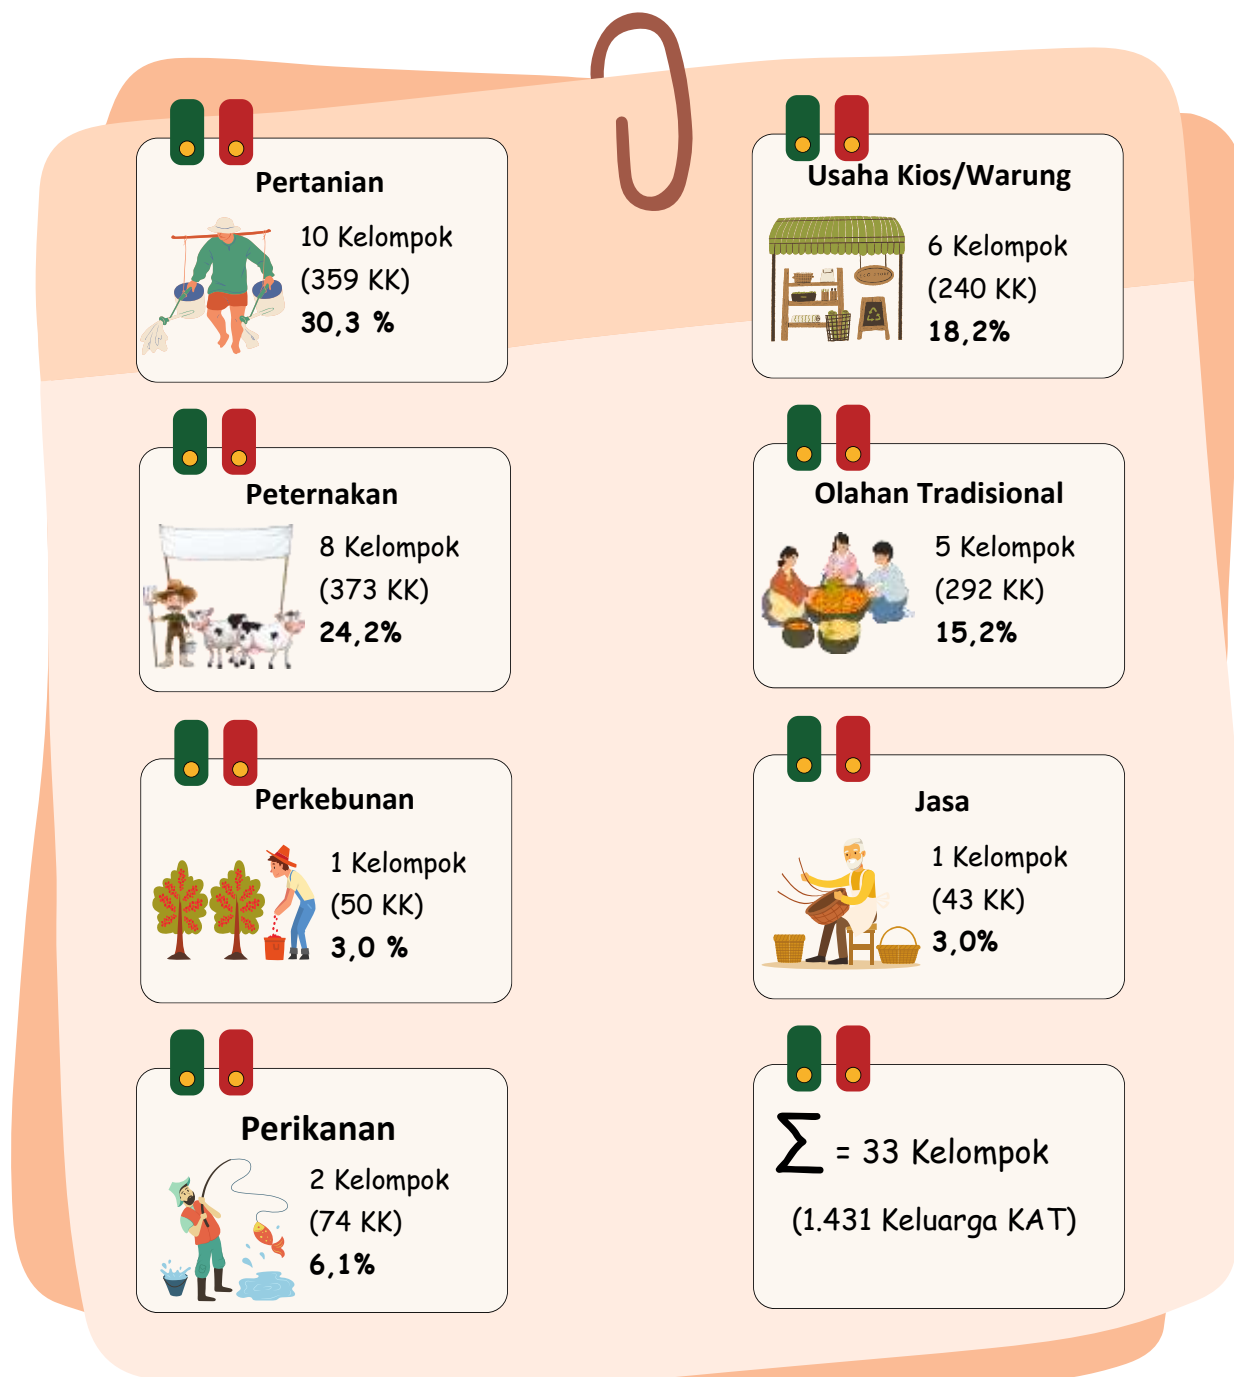 Pertanian
10 Kelompok
(359 KK)
30,3 %
Usaha Kios/Warung
6 Kelompok
(240 KK)
18,2%
Peternakan
8 Kelompok
(373 KK)
24,2%
Olahan Tradisional
5 Kelompok
(292 KK)
15,2%
Perkebunan
1 Kelompok
(50 KK)
3,0 %
Jasa
1 Kelompok
(43 KK)
3,0%
Perikanan
2 Kelompok
(74 KK)
6,1%
Σ = 33 Kelompok
(1.431 Keluarga KAT)